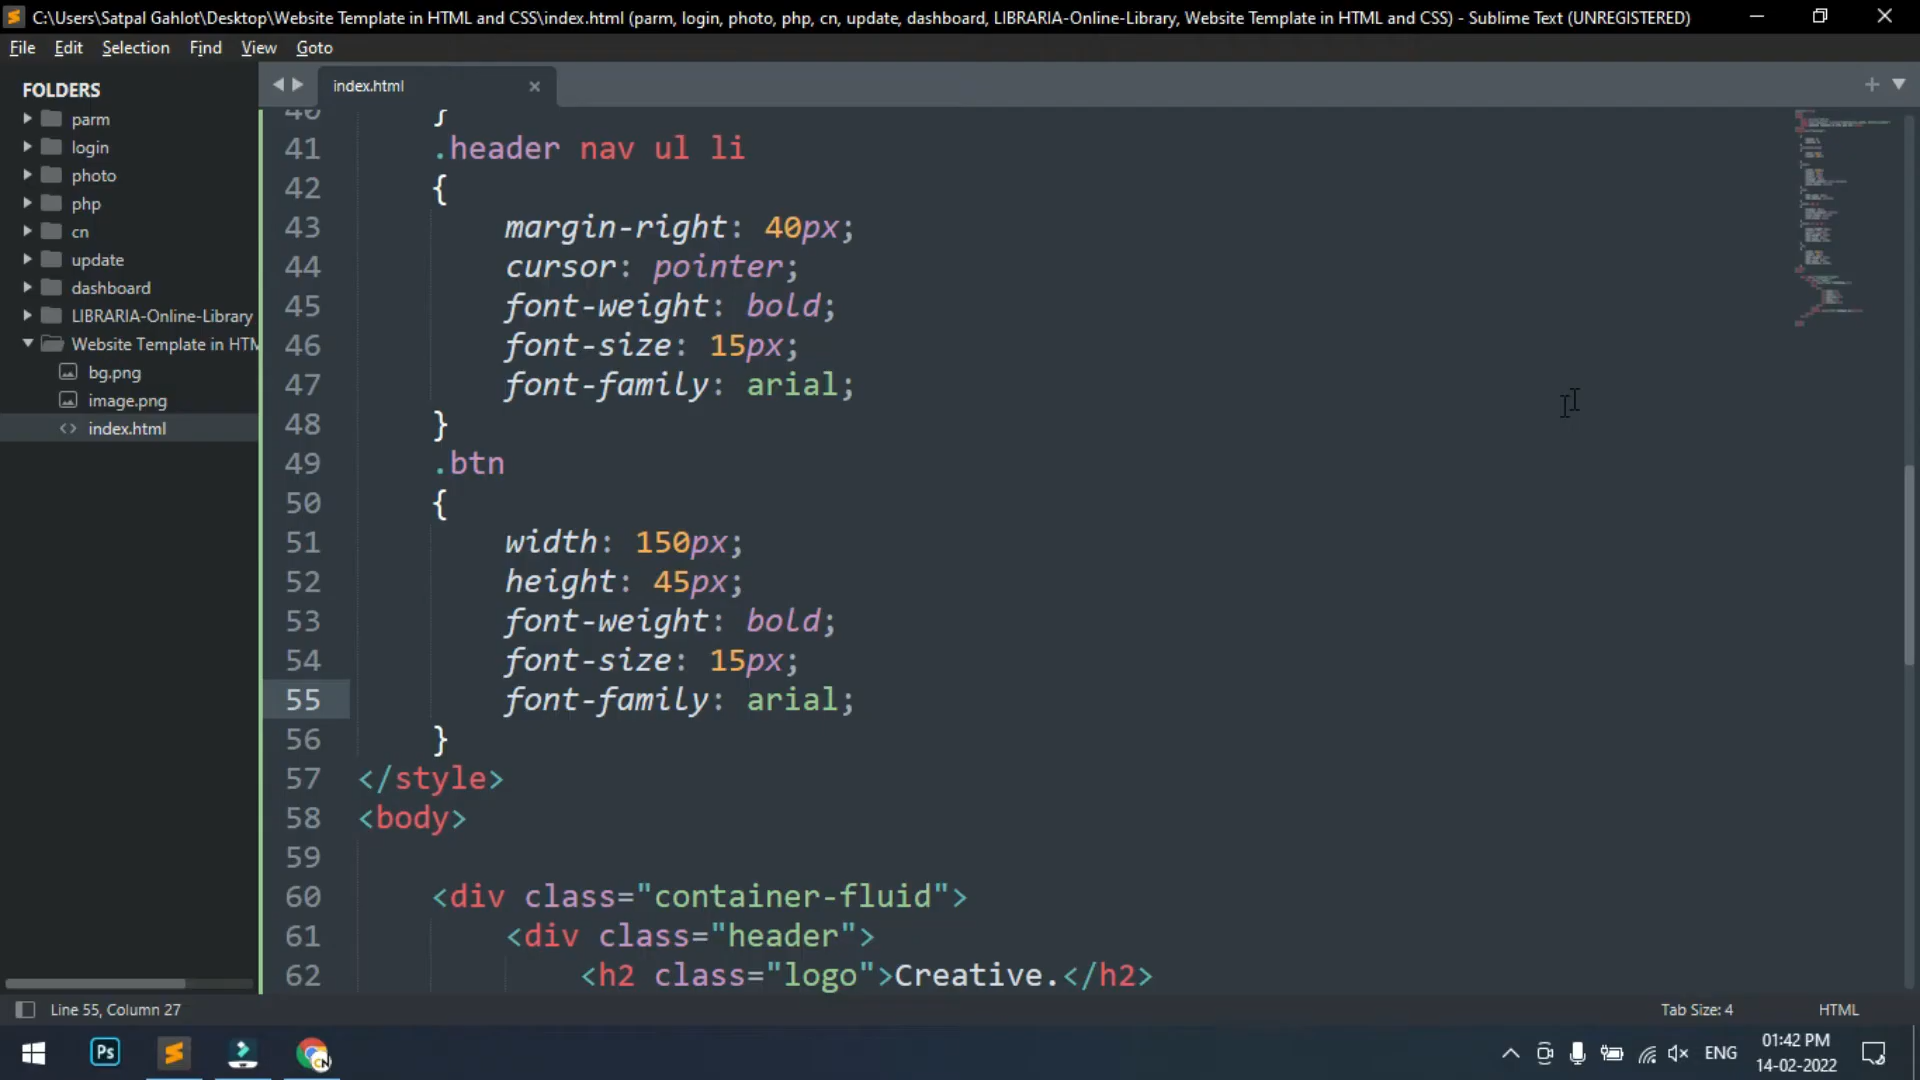 C:\Users\Satpal Gahlot\Desktop\Website Template in HTML and CSS\index.html (parm, login, photo, php, cn, update, dashboard, LIBRARIA-Online-Library, Website Template in HTML and CSS) - Sublime Text (UNREGISTERED)
File Edit Selection Find View Goto
FOLDERS
parm
login
photo
php
cn
update
dashboard
LIBRARIA-Online-Library
Website Template in HTM
bg.png
image.png
index.html
index.html
40 }
41 .header nav ul li
42 {
43 margin-right: 40px;
44 cursor: pointer;
45 font-weight: bold;
46 font-size: 15px;
47 font-family: arial;
48 }
49 .btn
50 {
51 width: 150px;
52 height: 45px;
53 font-weight: bold;
54 font-size: 15px;
55 font-family: arial;
56 }
57 </style>
58 <body>
59
60 <div class="container-fluid">
61 <div class="header">
62 <h2 class="logo">Creative.</h2>
Line 55, Column 27
Tab Size: 4
HTML
Ps
N
ENG
01:42 PM
14-02-2022